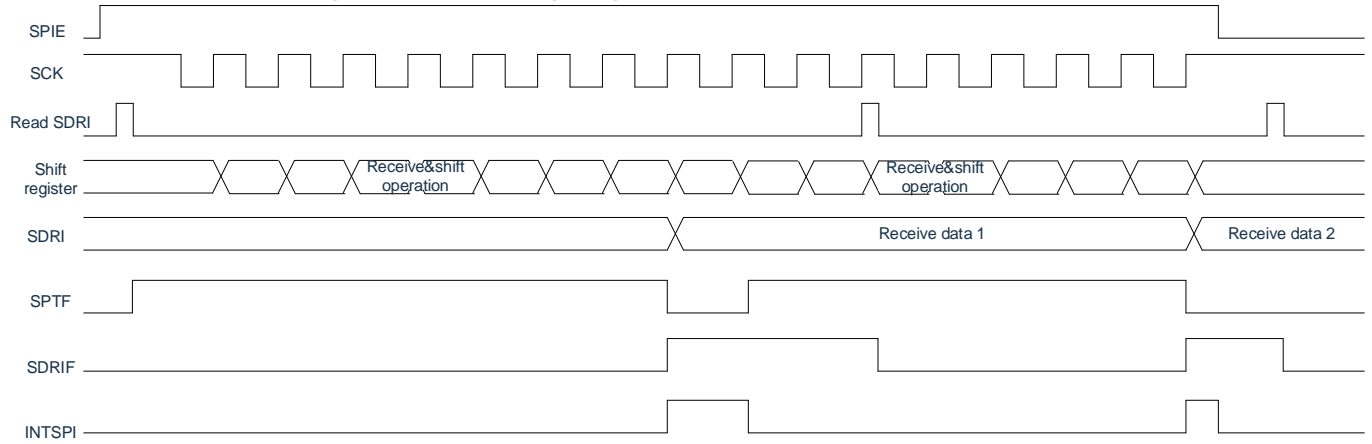 SPIE
SCK
Read SDRI
Shift
register
Receive&shift
operation
Receive&shift
operation
SDRI
Receive data 1
Receive data 2
SPTF
SDRIF
INTSPI